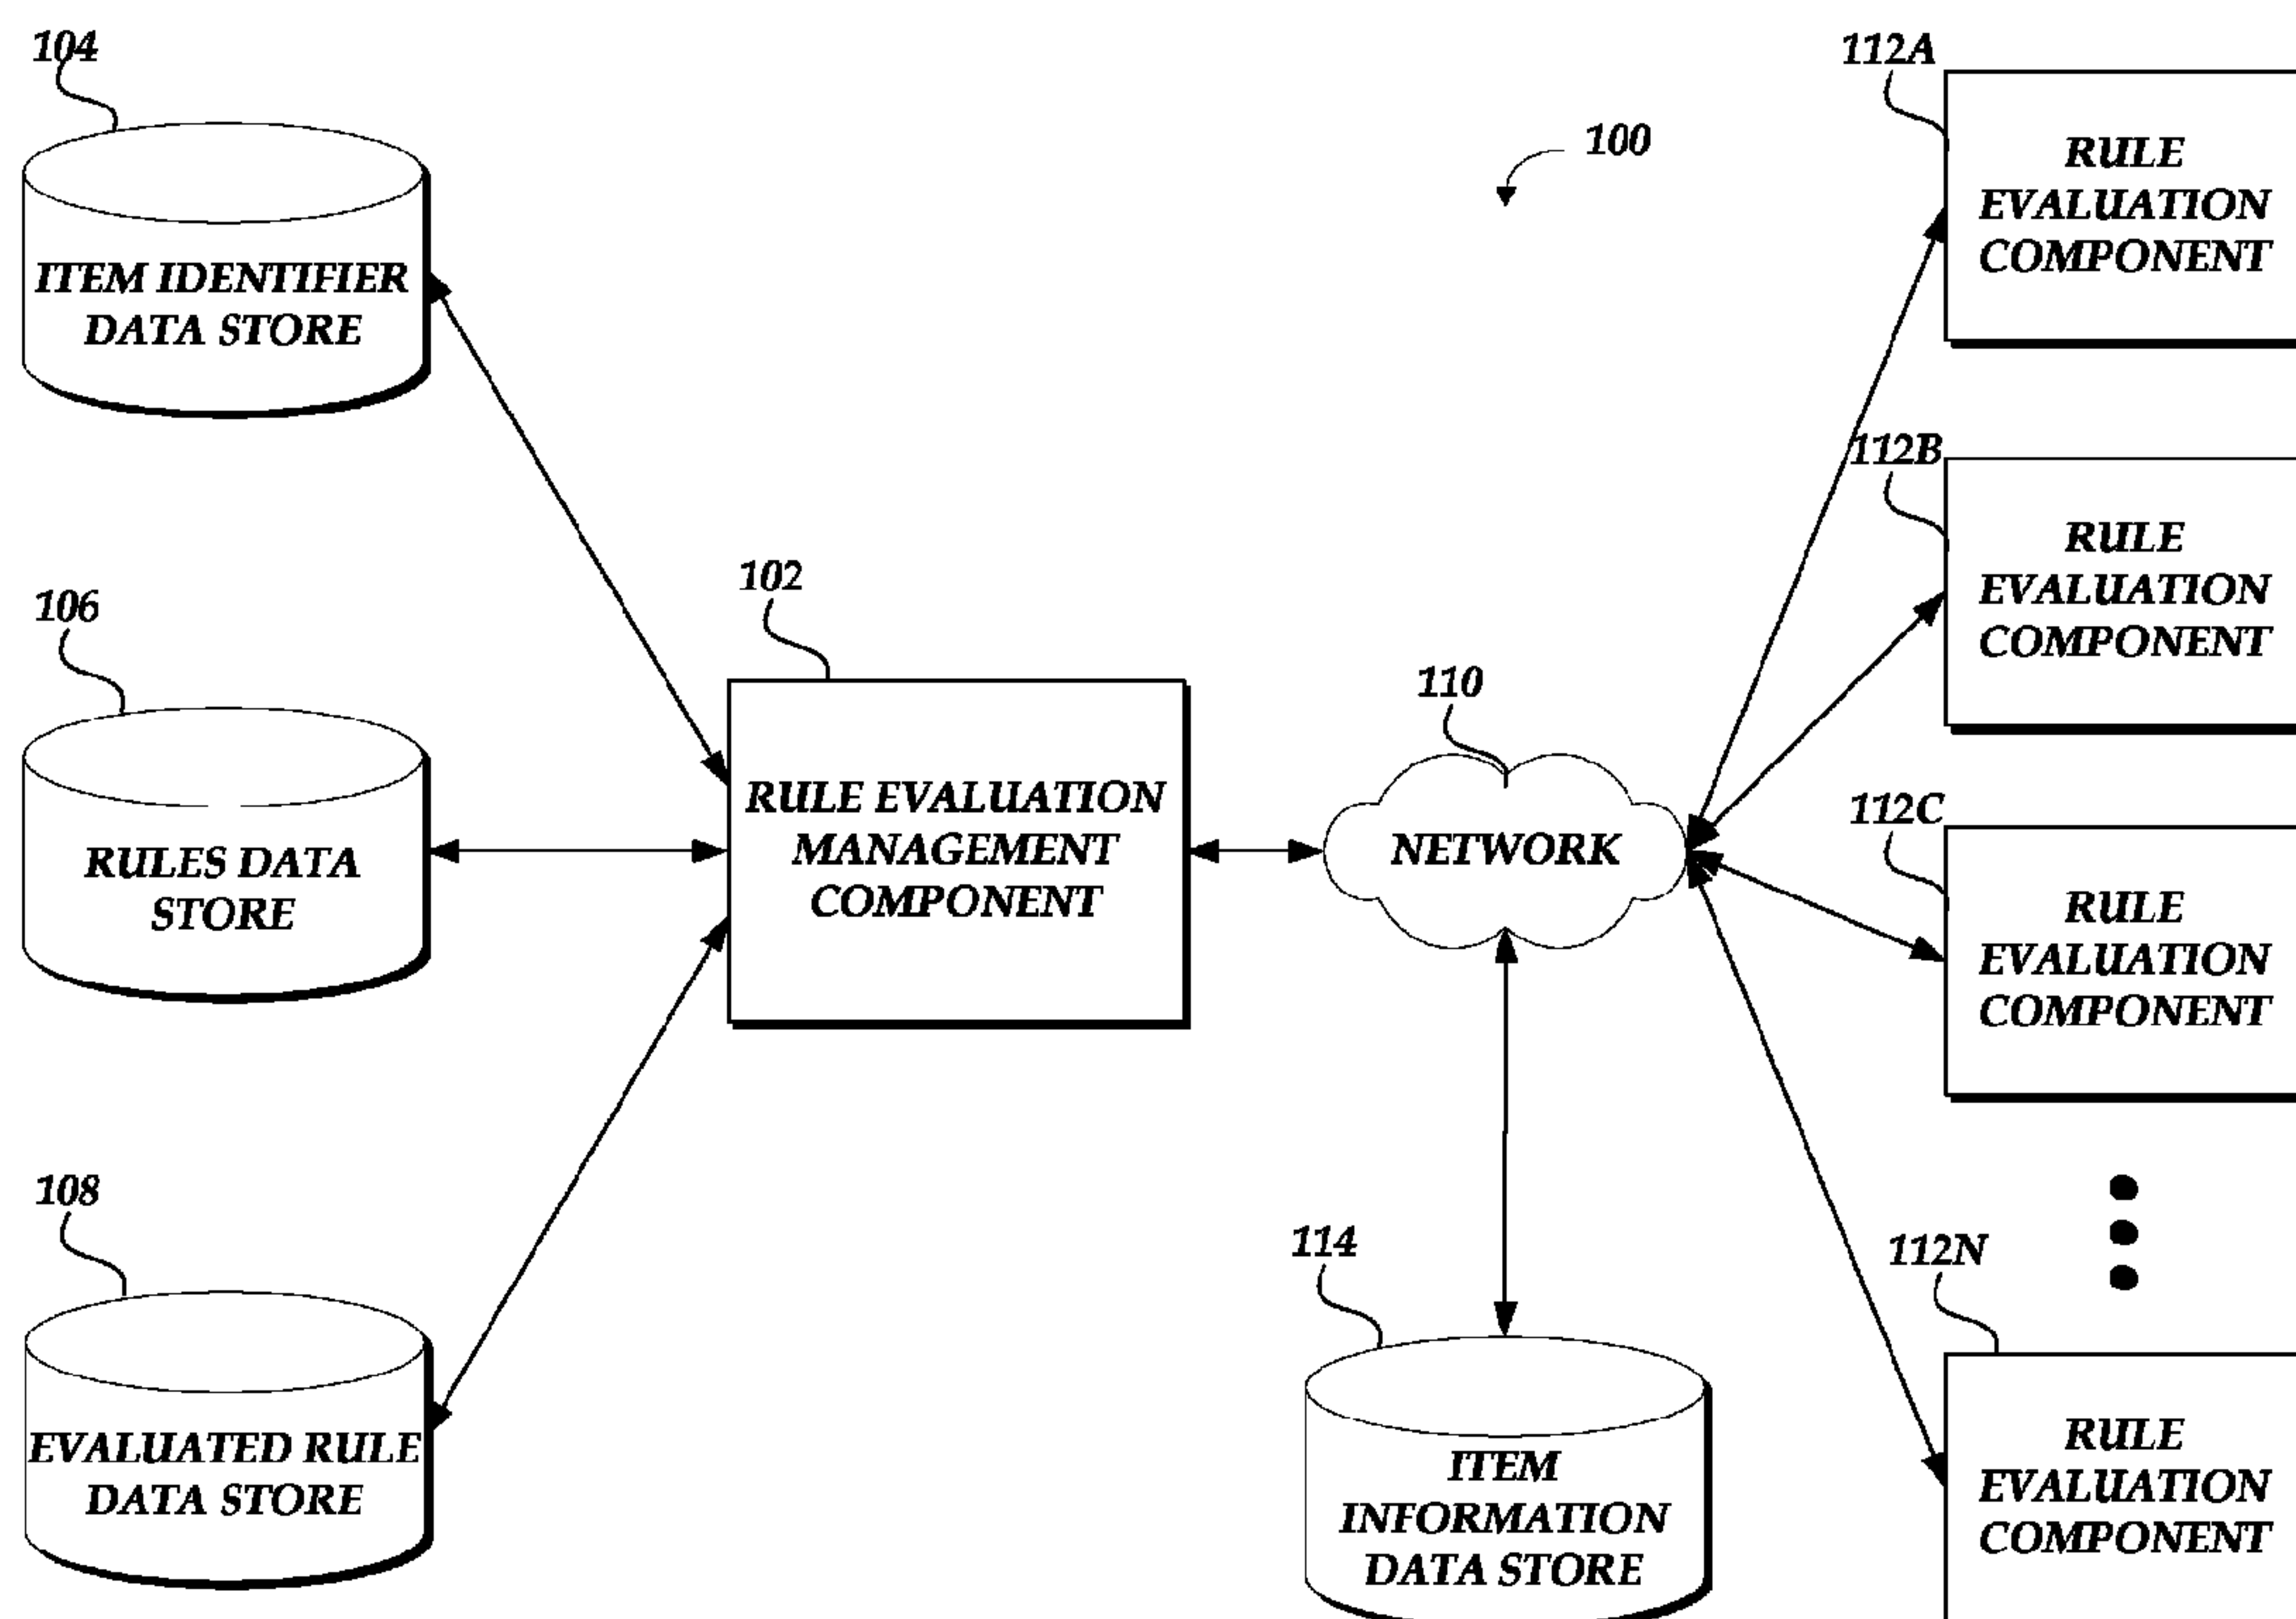 104
ITEM IDENTIFIER
DATA STORE
106
RULES DATA
STORE
108
EVALUATED RULE
DATA STORE
102
RULE EVALUATION
MANAGEMENT
COMPONENT
100
110
NETWORK
114
ITEM
INFORMATION
DATA STORE
112A
RULE
EVALUATION
COMPONENT
112B
RULE
EVALUATION
COMPONENT
112C
RULE
EVALUATION
COMPONENT
112N
RULE
EVALUATION
COMPONENT